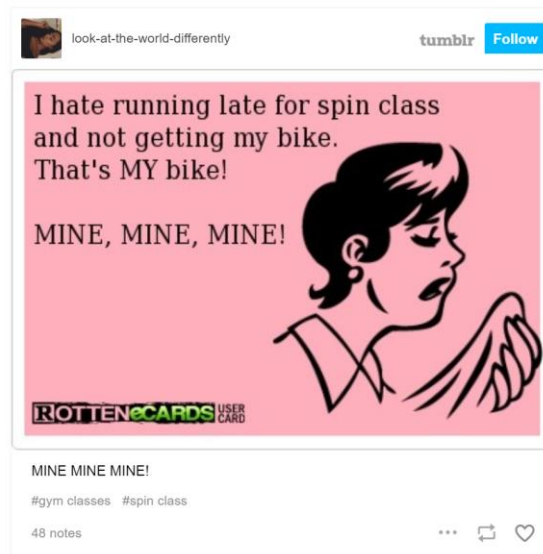 look-at-the-world-differently
tumblr
Follow
I hate running late for spin class
and not getting my bike.
That's MY bike!
MINE, MINE, MINE!
ROTTENeCARDS USER CARD
MINE MINE MINE!
#gym classes #spin class
48 notes